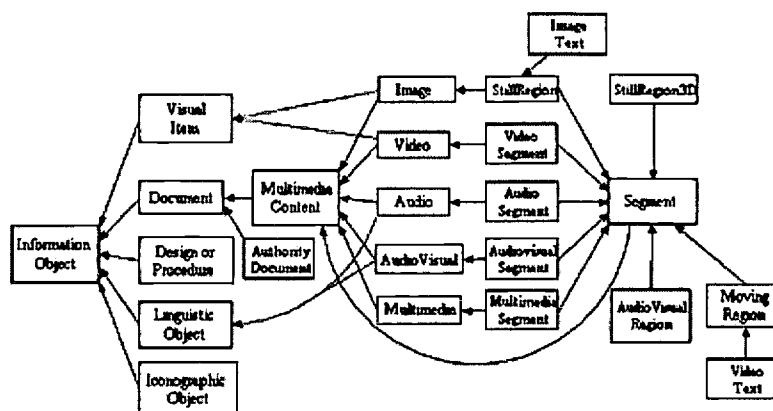 Image
Text
Image
StillRegion
StillRegion3D
Visual
Item
Video
Video
Segment
Document
Multimedia
Content
Audio
Audio
Segment
Segment
Information
Object
Design or
Procedure
Authority
Document
AudioVisual
Audiovisual
Segment
Linguistic
Object
Multimedia
Multimedia
Segment
AudioVisual
Region
Moving
Region
Iconographic
Object
Video
Text